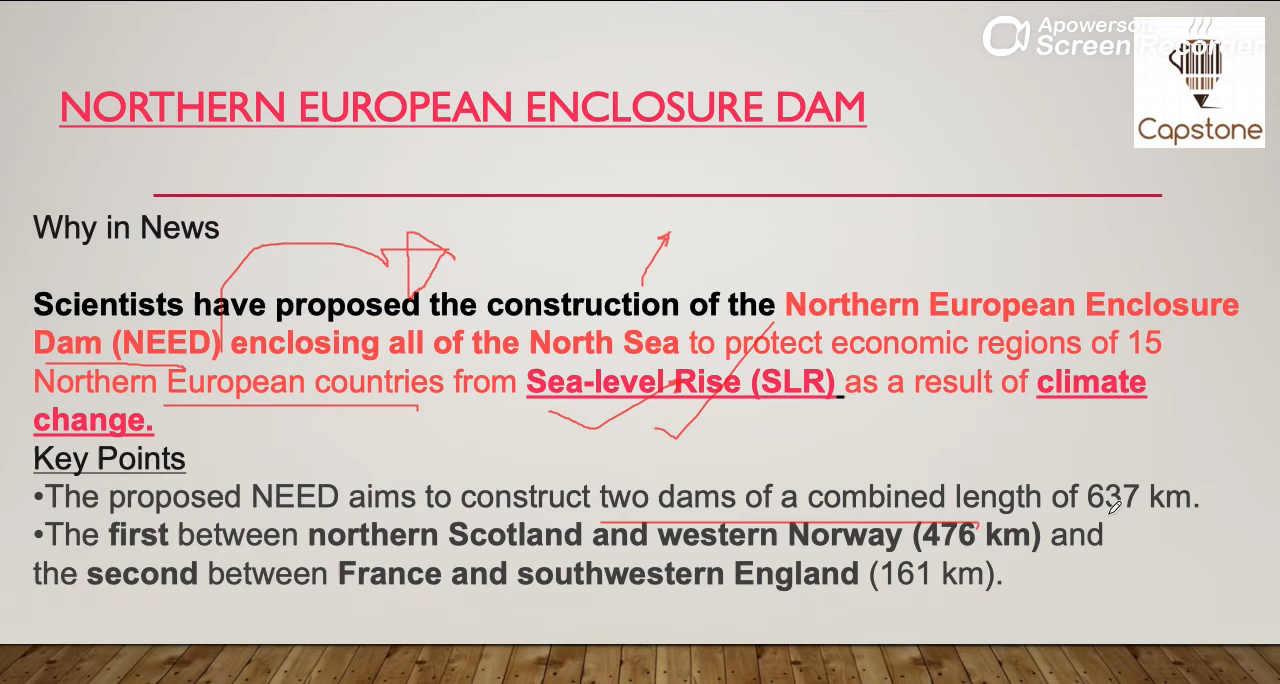 Apowersoft
Screen Recorder
Capstone
NORTHERN EUROPEAN ENCLOSURE DAM
Why in News
Scientists have proposed the construction of the Northern European Enclosure
Dam (NEED) enclosing all of the North Sea to protect economic regions of 15
Northern European countries from Sea-level Rise (SLR) as a result of climate
change.
Key Points
•The proposed NEED aims to construct two dams of a combined length of 637 km.
•The first between northern Scotland and western Norway (476 km) and
the second between France and southwestern England (161 km).